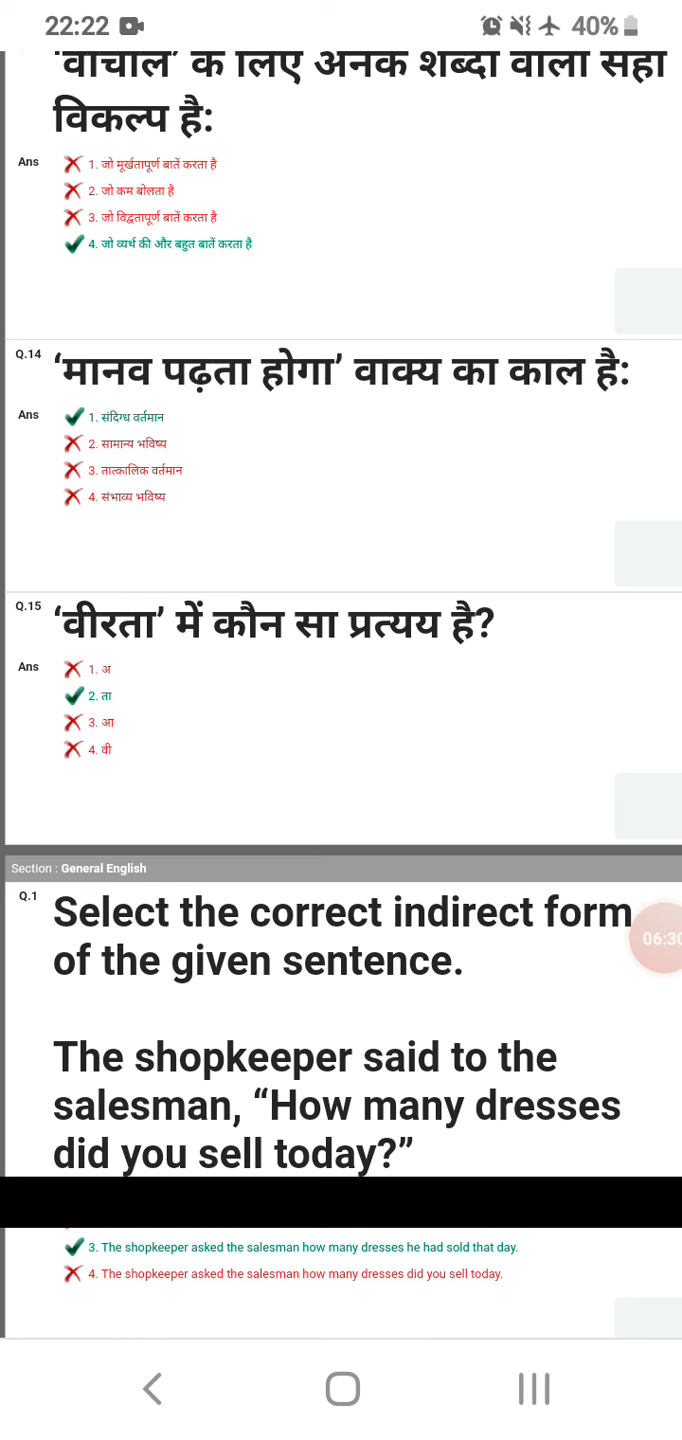 22:22
40%
'वाचाल' के लिए अनेक शब्दों वाला सही
विकल्प है:
Ans
1. जो मूर्खतापूर्ण बातें करता है
2. जो कम बोलता है
3. जो विद्वतापूर्ण बातें करता है
4. जो व्यर्थ की और बहुत बातें करता है
Q.14 ‘मानव पढ़ता होगा’ वाक्य का काल है:
Ans
1. संदिग्ध वर्तमान
2. सामान्य भविष्य
3. तात्कालिक वर्तमान
4. संभाव्य भविष्य
Q.15 ‘वीरता’ में कौन सा प्रत्यय है?
Ans
1. अ
2. ता
3. आ
4. वी
Section : General English
Q.1 Select the correct indirect form
of the given sentence.
06:30
The shopkeeper said to the
salesman, “How many dresses
did you sell today?”
3. The shopkeeper asked the salesman how many dresses he had sold that day.
4. The shopkeeper asked the salesman how many dresses did you sell today.